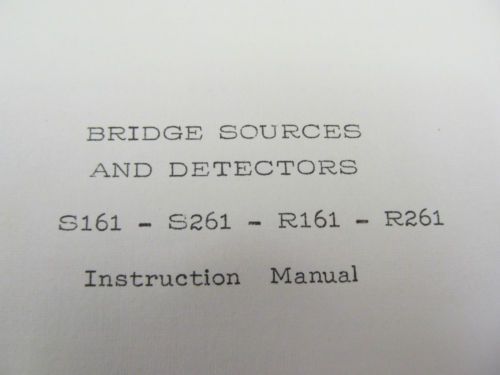 BRIDGE SOURCES
AND DETECTORS
S161 - S261 - R161 - R261
Instruction Manual